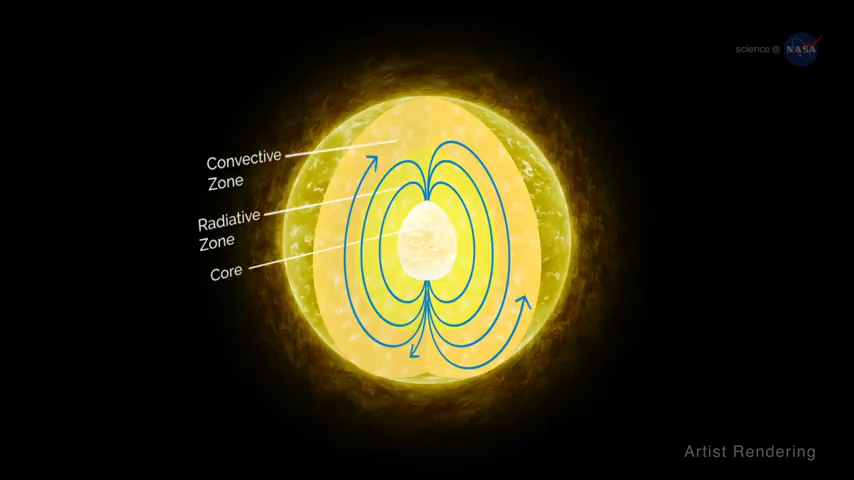 science@ NASA
Convective
Zone
Radiative
Zone
Core
Artist Rendering